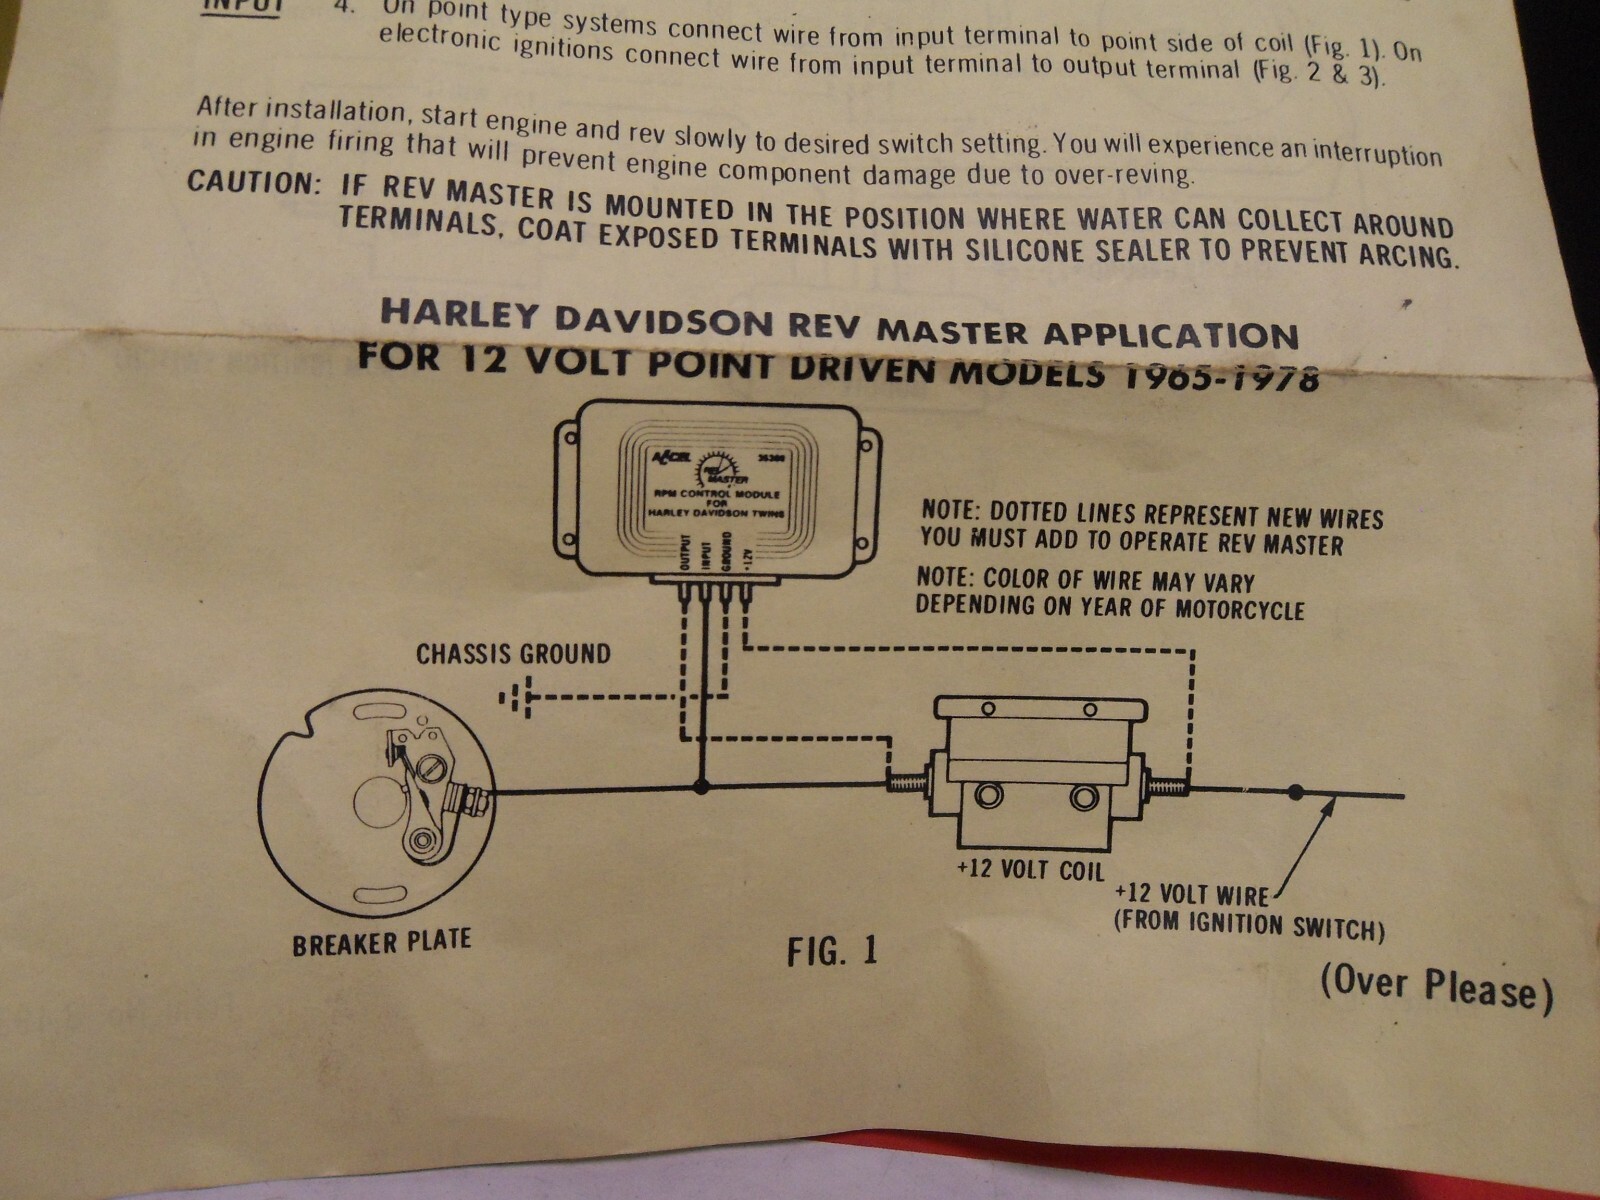 INPUT 4. On point type systems connect wire from input terminal to point side of coil (Fig. 1). On
electronic ignitions connect wire from input terminal to output terminal (Fig. 2 & 3).
After installation, start engine and rev slowly to desired switch setting. You will experience an interruption
in engine firing that will prevent engine component damage due to over-reving.
CAUTION: IF REV MASTER IS MOUNTED IN THE POSITION WHERE WATER CAN COLLECT AROUND
TERMINALS, COAT EXPOSED TERMINALS WITH SILICONE SEALER TO PREVENT ARCING.
HARLEY DAVIDSON REV MASTER APPLICATION
FOR 12 VOLT POINT DRIVEN MODELS 1965-1978
ACCEL
REV
MASTER
RPM CONTROL MODULE
FOR
HARLEY DAVIDSON TWINS
OUTPUT
INPUT
GROUND
+12V
NOTE: DOTTED LINES REPRESENT NEW WIRES
YOU MUST ADD TO OPERATE REV MASTER
NOTE: COLOR OF WIRE MAY VARY
DEPENDING ON YEAR OF MOTORCYCLE
CHASSIS GROUND
+12 VOLT COIL
+12 VOLT WIRE
(FROM IGNITION SWITCH)
BREAKER PLATE
FIG. 1
(Over Please)